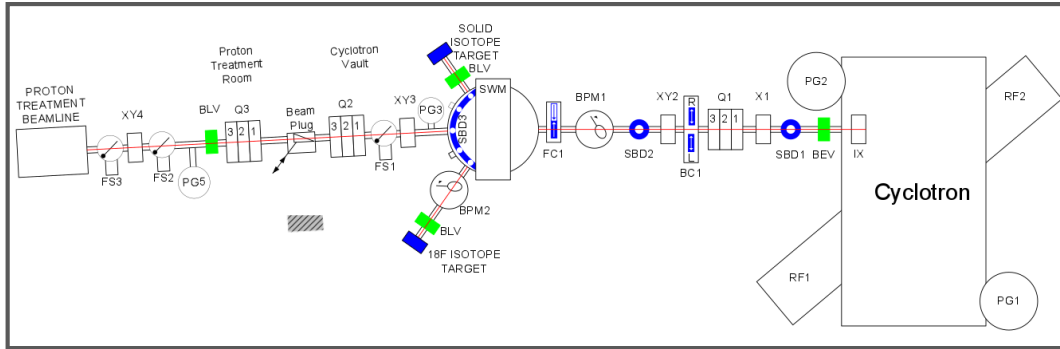 SOLID
ISOTOPE
TARGET
BLV
Proton
Treatment
Room
Cyclotron
Vault
PROTON
TREATMENT
BEAMLINE
XY4
BLV
Q3
3 2 1
Beam
Plug
Q2
3 2 1
XY3
PG3
SBD3
SWM
FS3
FS2
PG5
FS1
BPM2
BLV
18F ISOTOPE
TARGET
FC1
BPM1
SBD2
XY2
R
L
BC1
Q1
3 2 1
X1
SBD1
BEV
IX
PG2
RF2
Cyclotron
RF1
PG1